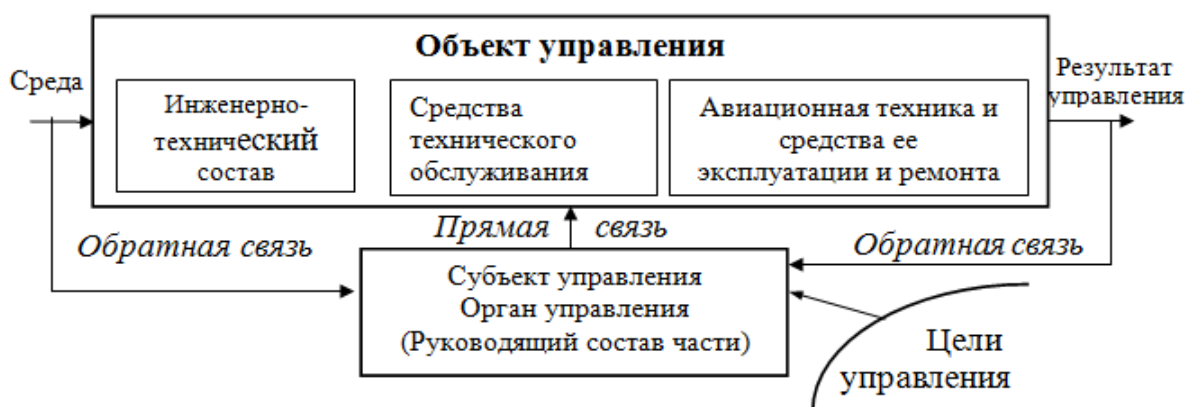 Объект управления
Среда
Результат
управления
Инженерно-
технический
состав
Средства
технического
обслуживания
Авиационная техника и
средства ее
эксплуатации и ремонта
Прямая связь
Обратная связь
Обратная связь
Субъект управления
Орган управления
(Руководящий состав части)
Цели
управления